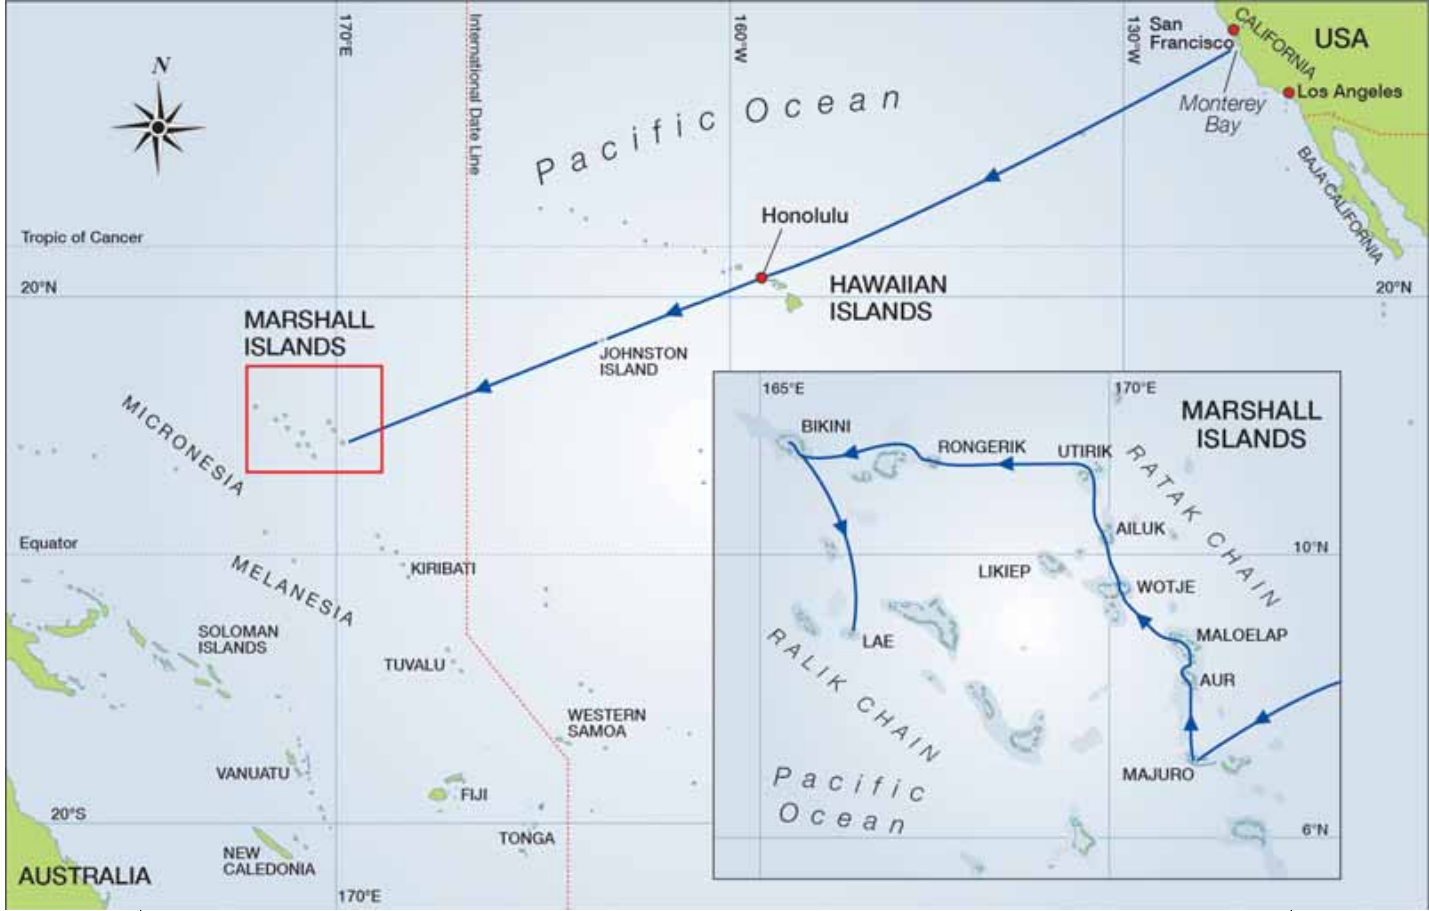 N
170°E
International Date Line
160°W
130°W
San
Francisco
CALIFORNIA
USA
Los Angeles
Monterey
Bay
BAJA CALIFORNIA
Pacific Ocean
Tropic of Cancer
Honolulu
HAWAIIAN
ISLANDS
20°N
20°N
MARSHALL
ISLANDS
JOHNSTON
ISLAND
MICRONESIA
Equator
MELANESIA
KIRIBATI
SOLOMAN
ISLANDS
TUVALU
WESTERN
SAMOA
VANUATU
FIJI
20°S
TONGA
NEW
CALEDONIA
AUSTRALIA
170°E
165°E
170°E
MARSHALL
ISLANDS
BIKINI
RONGERIK
UTIRIK
RATAK CHAIN
AILUK
10°N
LIKIEP
WOTJE
MALOELAP
LAE
RALIK CHAIN
AUR
MAJURO
Pacific
Ocean
6°N